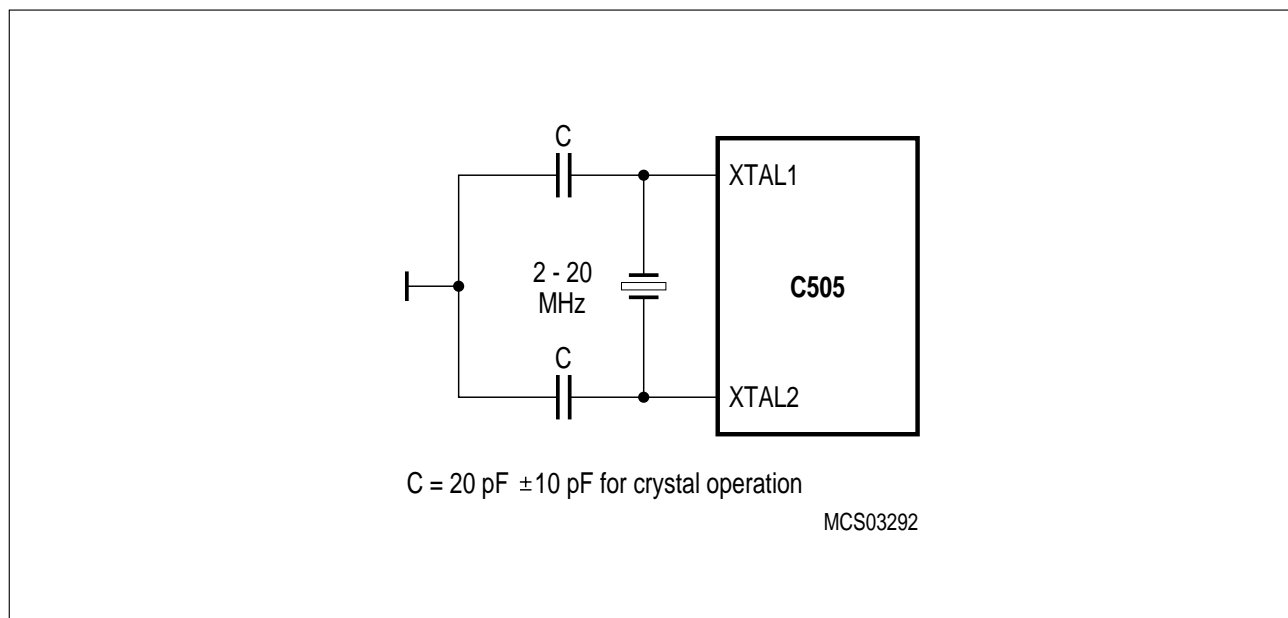 C
XTAL1
2 - 20
MHz
C505
C
XTAL2
C = 20 pF ±10 pF for crystal operation
MCS03292